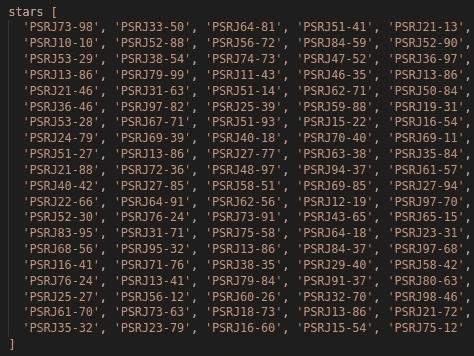 stars [
'PSRJ73-98', 'PSRJ33-50', 'PSRJ64-81', 'PSRJ51-41', 'PSRJ21-13',
'PSRJ10-10', 'PSRJ52-88', 'PSRJ56-72', 'PSRJ84-59', 'PSRJ52-90',
'PSRJ53-29', 'PSRJ38-54', 'PSRJ74-73', 'PSRJ47-52', 'PSRJ36-97',
'PSRJ13-86', 'PSRJ79-99', 'PSRJ11-43', 'PSRJ46-35', 'PSRJ13-86',
'PSRJ21-46', 'PSRJ31-63', 'PSRJ51-14', 'PSRJ62-71', 'PSRJ50-84',
'PSRJ36-46', 'PSRJ97-82', 'PSRJ25-39', 'PSRJ59-88', 'PSRJ19-31',
'PSRJ53-28', 'PSRJ67-71', 'PSRJ51-93', 'PSRJ15-22', 'PSRJ16-54',
'PSRJ24-79', 'PSRJ69-39', 'PSRJ40-18', 'PSRJ70-40', 'PSRJ69-11',
'PSRJ51-27', 'PSRJ13-86', 'PSRJ27-77', 'PSRJ63-38', 'PSRJ35-84',
'PSRJ21-88', 'PSRJ72-36', 'PSRJ48-97', 'PSRJ94-37', 'PSRJ61-57',
'PSRJ40-42', 'PSRJ27-85', 'PSRJ58-51', 'PSRJ69-85', 'PSRJ27-94',
'PSRJ22-66', 'PSRJ64-91', 'PSRJ62-56', 'PSRJ12-19', 'PSRJ97-70',
'PSRJ52-30', 'PSRJ76-24', 'PSRJ73-91', 'PSRJ43-65', 'PSRJ65-15',
'PSRJ83-95', 'PSRJ31-71', 'PSRJ75-58', 'PSRJ64-18', 'PSRJ23-31',
'PSRJ68-56', 'PSRJ95-32', 'PSRJ13-86', 'PSRJ84-37', 'PSRJ97-68',
'PSRJ16-41', 'PSRJ71-76', 'PSRJ38-35', 'PSRJ29-40', 'PSRJ58-42',
'PSRJ76-24', 'PSRJ13-41', 'PSRJ79-84', 'PSRJ91-37', 'PSRJ80-63',
'PSRJ25-27', 'PSRJ56-12', 'PSRJ60-26', 'PSRJ32-70', 'PSRJ98-46',
'PSRJ61-70', 'PSRJ73-63', 'PSRJ18-73', 'PSRJ13-86', 'PSRJ21-72',
'PSRJ35-32', 'PSRJ23-79', 'PSRJ16-60', 'PSRJ15-54', 'PSRJ75-12',
]